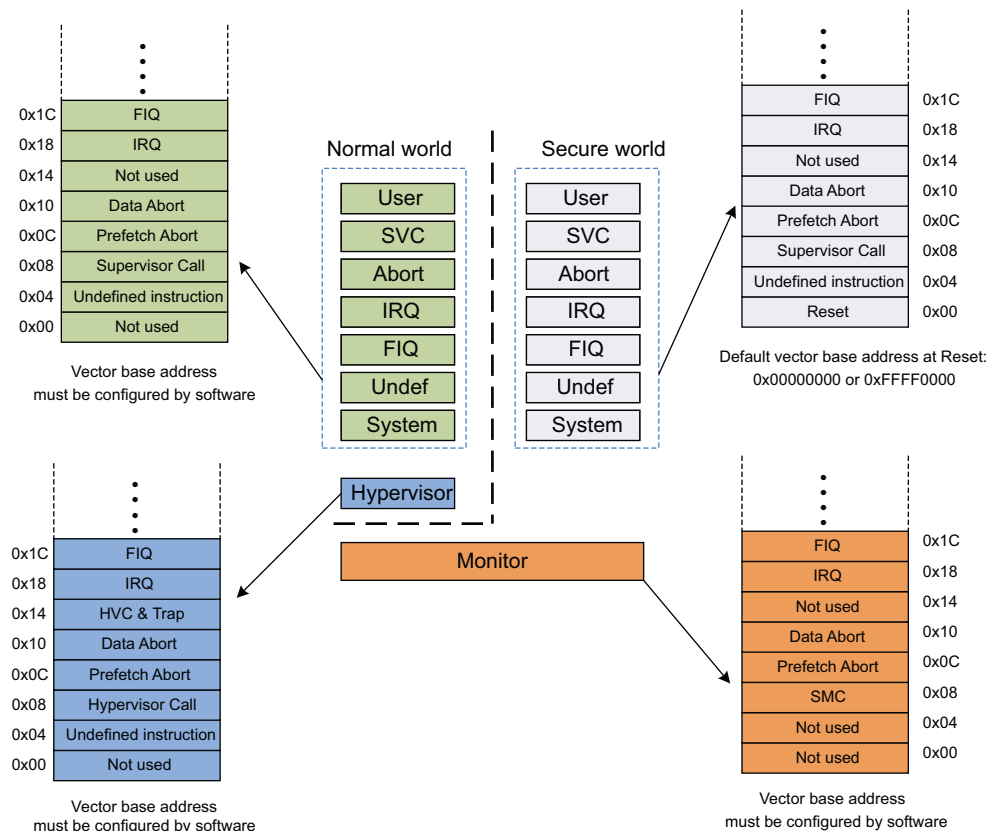 0x1C FIQ
0x18 IRQ
0x14 Not used
0x10 Data Abort
0x0C Prefetch Abort
0x08 Supervisor Call
0x04 Undefined instruction
0x00 Not used
Vector base address
must be configured by software
Normal world
User
SVC
Abort
IRQ
FIQ
Undef
System
Hypervisor
Secure world
User
SVC
Abort
IRQ
FIQ
Undef
System
Monitor
FIQ 0x1C
IRQ 0x18
Not used 0x14
Data Abort 0x10
Prefetch Abort 0x0C
Supervisor Call 0x08
Undefined instruction 0x04
Reset 0x00
Default vector base address at Reset:
0x00000000 or 0xFFFF0000
0x1C FIQ
0x18 IRQ
0x14 HVC & Trap
0x10 Data Abort
0x0C Prefetch Abort
0x08 Hypervisor Call
0x04 Undefined instruction
0x00 Not used
Vector base address
must be configured by software
FIQ 0x1C
IRQ 0x18
Not used 0x14
Data Abort 0x10
Prefetch Abort 0x0C
SMC 0x08
Not used 0x04
Not used 0x00
Vector base address
must be configured by software